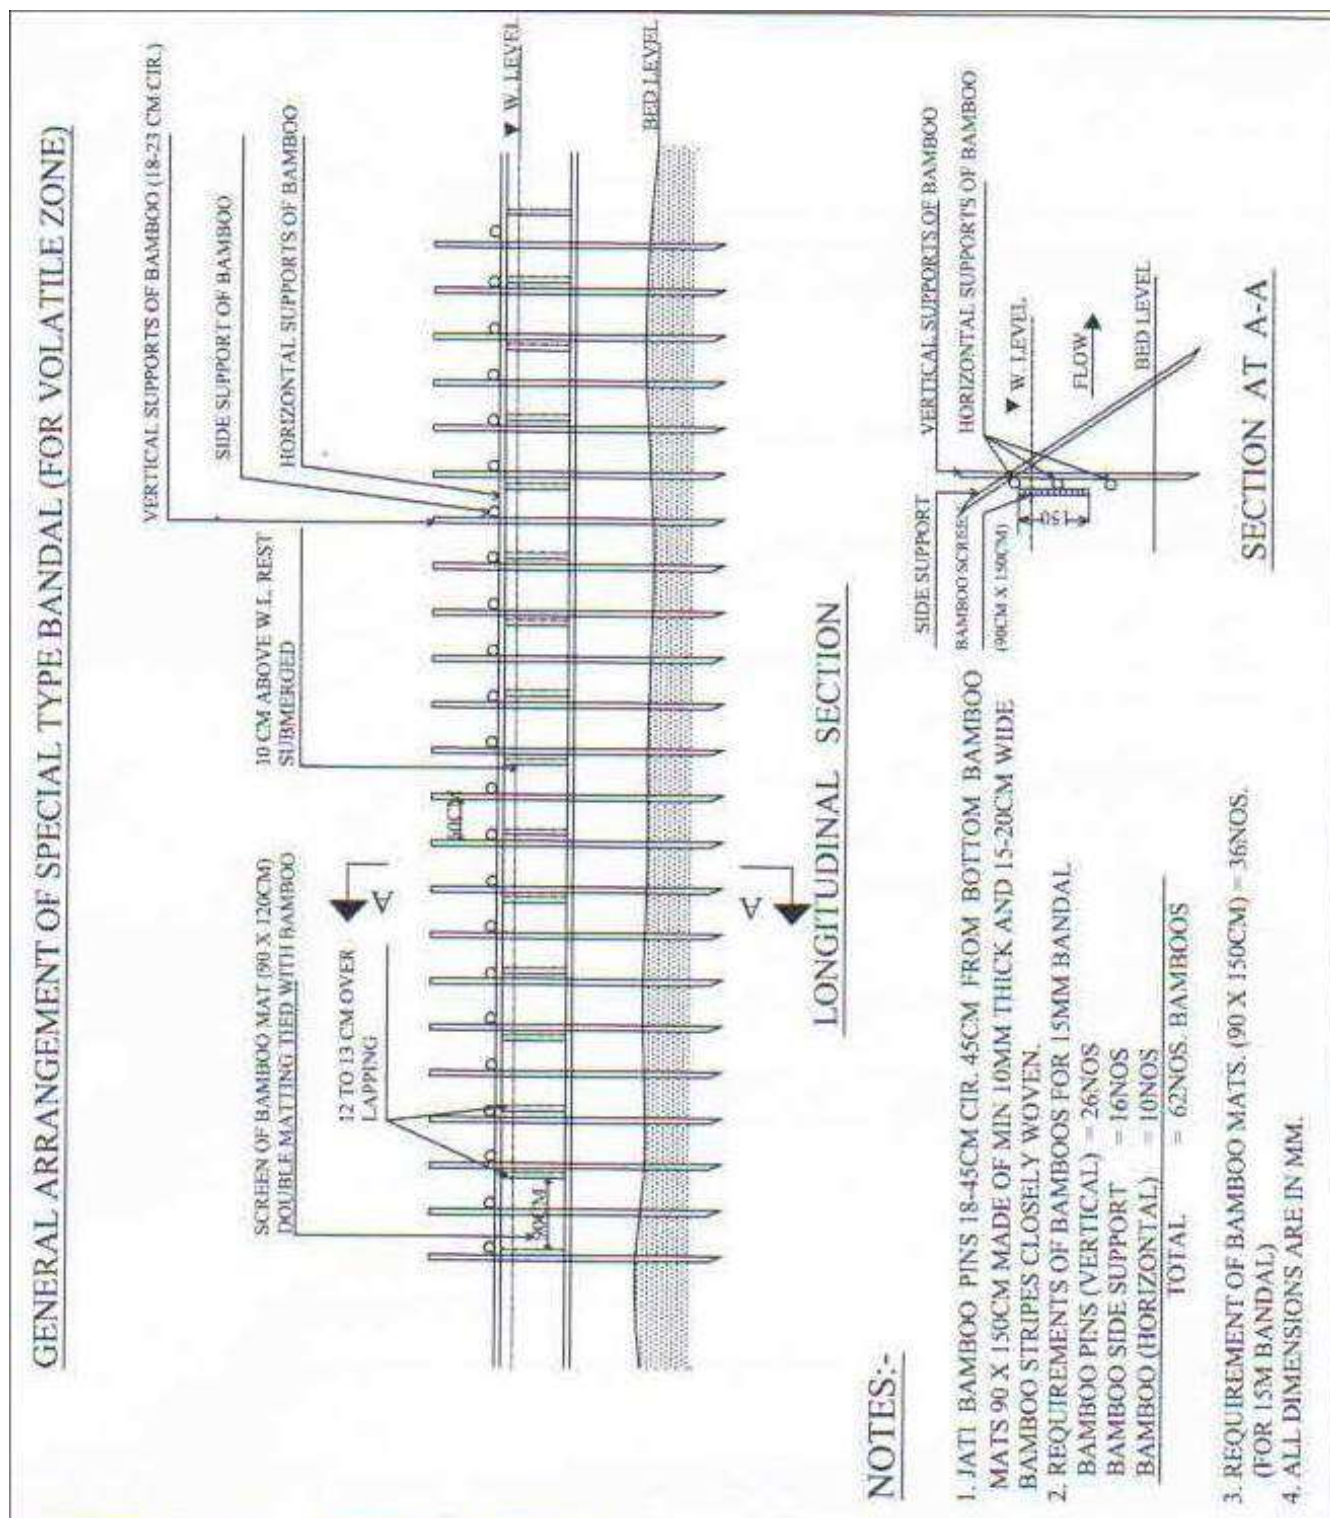 GENERAL ARRANGEMENT OF SPECIAL TYPE BANDAL (FOR VOLATILE ZONE)
VERTICAL SUPPORTS OF BAMBOO (18-23 CM CIR.)
SIDE SUPPORT OF BAMBOO
HORIZONTAL SUPPORTS OF BAMBOO
SCREEN OF BAMBOO MAT (90 X 120CM)
DOUBLE MATTING TIED WITH BAMBOO
10 CM ABOVE W.L. REST
SUBMERGED
12 TO 13 CM OVER
LAPPING
A
W. LEVEL
90CM
BED LEVEL
A
LONGITUDINAL SECTION
NOTES:-
1. JATI BAMBOO PINS 18-45CM CIR. 45CM FROM BOTTOM BAMBOO
MATS 90 X 150CM MADE OF MIN 10MM THICK AND 15-20CM WIDE
BAMBOO STRIPES CLOSELY WOVEN.
2. REQUIREMENTS OF BAMBOOS FOR 15MM BANDAL
BAMBOO PINS (VERTICAL) = 26NOS
BAMBOO SIDE SUPPORT = 16NOS
BAMBOO (HORIZONTAL) = 10NOS
TOTAL = 62NOS. BAMBOOS
3. REQUIREMENT OF BAMBOO MATS. (90 X 150CM) = 36NOS.
(FOR 15M BANDAL)
4. ALL DIMENSIONS ARE IN MM.
SIDE SUPPORT
BAMBOO
(90CM X 150CM)
VERTICAL SUPPORTS OF BAMBOO
HORIZONTAL SUPPORTS OF BAMBOO
W. LEVEL
150
FLOW
BED LEVEL
SECTION AT A-A